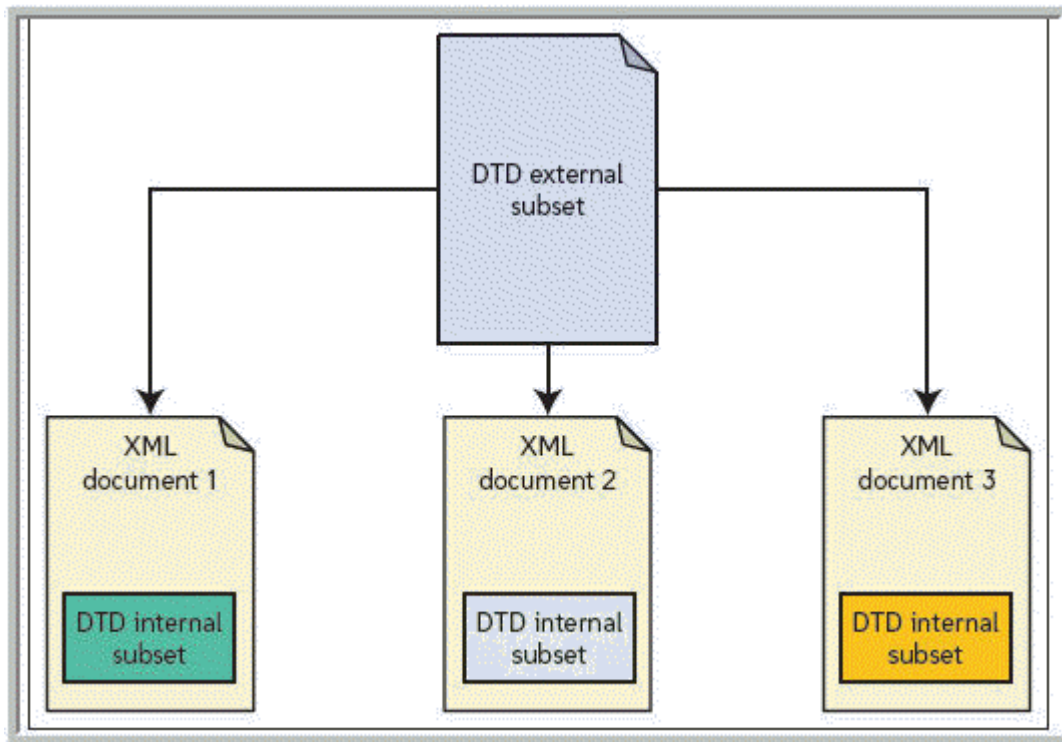 DTD external
subset
XML
document 1
DTD internal
subset
XML
document 2
DTD internal
subset
XML
document 3
DTD internal
subset